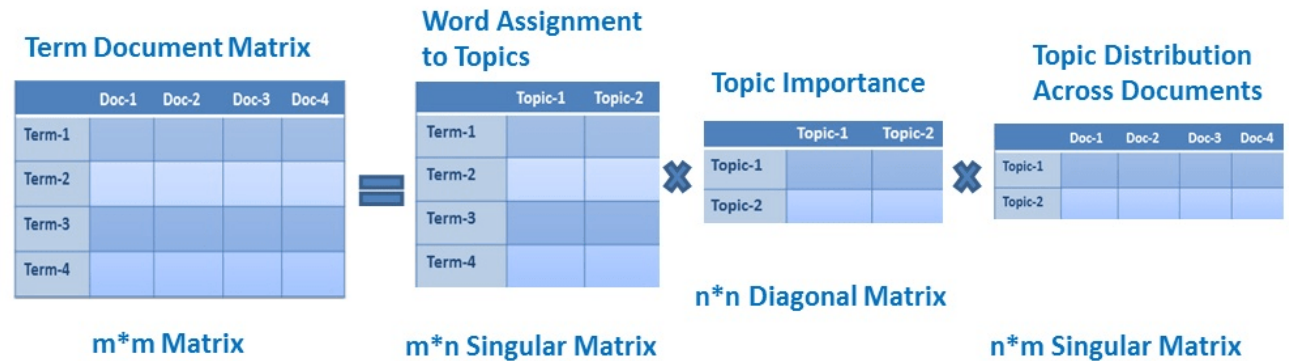 Term Document Matrix
Doc-1 Doc-2 Doc-3 Doc-4
Term-1
Term-2
Term-3
Term-4
m*m Matrix
Word Assignment
to Topics
Topic-1 Topic-2
Term-1
Term-2
Term-3
Term-4
m*n Singular Matrix
Topic Importance
Topic-1 Topic-2
Topic-1
Topic-2
n*n Diagonal Matrix
Topic Distribution
Across Documents
Doc-1 Doc-2 Doc-3 Doc-4
Topic-1
Topic-2
n*m Singular Matrix